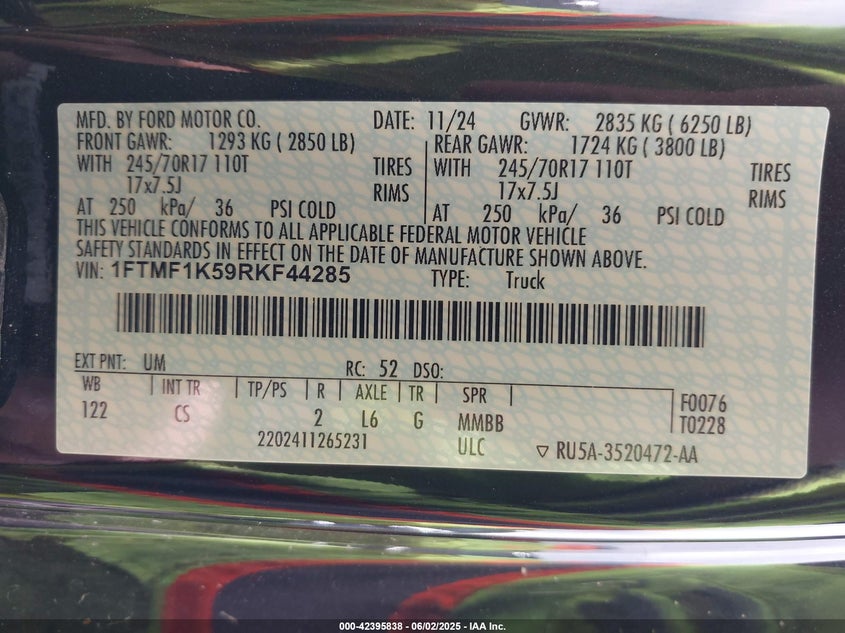 MFD. BY FORD MOTOR CO. DATE: 11/24 GVWR: 2835 KG ( 6250 LB)
FRONT GAWR: 1293 KG ( 2850 LB) REAR GAWR: 1724 KG ( 3800 LB)
WITH 245/70R17 110T TIRES WITH 245/70R17 110T TIRES
17x7.5J RIMS 17x7.5J RIMS
AT 250 kPa/ 36 PSI COLD AT 250 kPa/ 36 PSI COLD
THIS VEHICLE CONFORMS TO ALL APPLICABLE FEDERAL MOTOR VEHICLE
SAFETY STANDARDS IN EFFECT ON THE DATE OF MANUFACTURE SHOWN ABOVE.
VIN: 1FTMF1K59RKF44285 TYPE: Truck
EXT PNT: UM RC: 52 DSO:
WB INT TR TP/PS R AXLE TR SPR
122 CS 2 L6 G MMBB F0076
T0228
2202411265231 ULC ▽ RU5A-3520472-AA
000-42395838 - 06/02/2025 - IAA Inc.